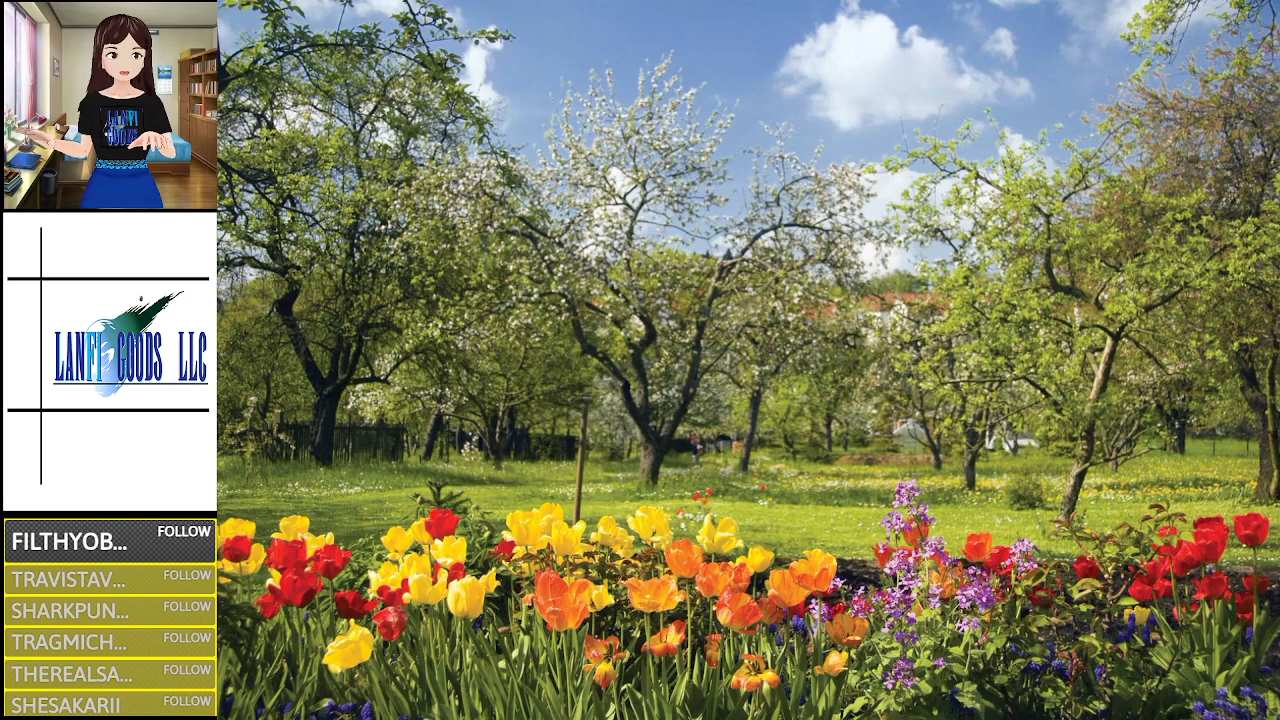 LANFI
GOODS
LANFI GOODS LLC
FILTHYOB... FOLLOW
TRAVISTAV... FOLLOW
SHARKPUN... FOLLOW
TRAGMICH... FOLLOW
THEREALSA... FOLLOW
SHESAKARII FOLLOW